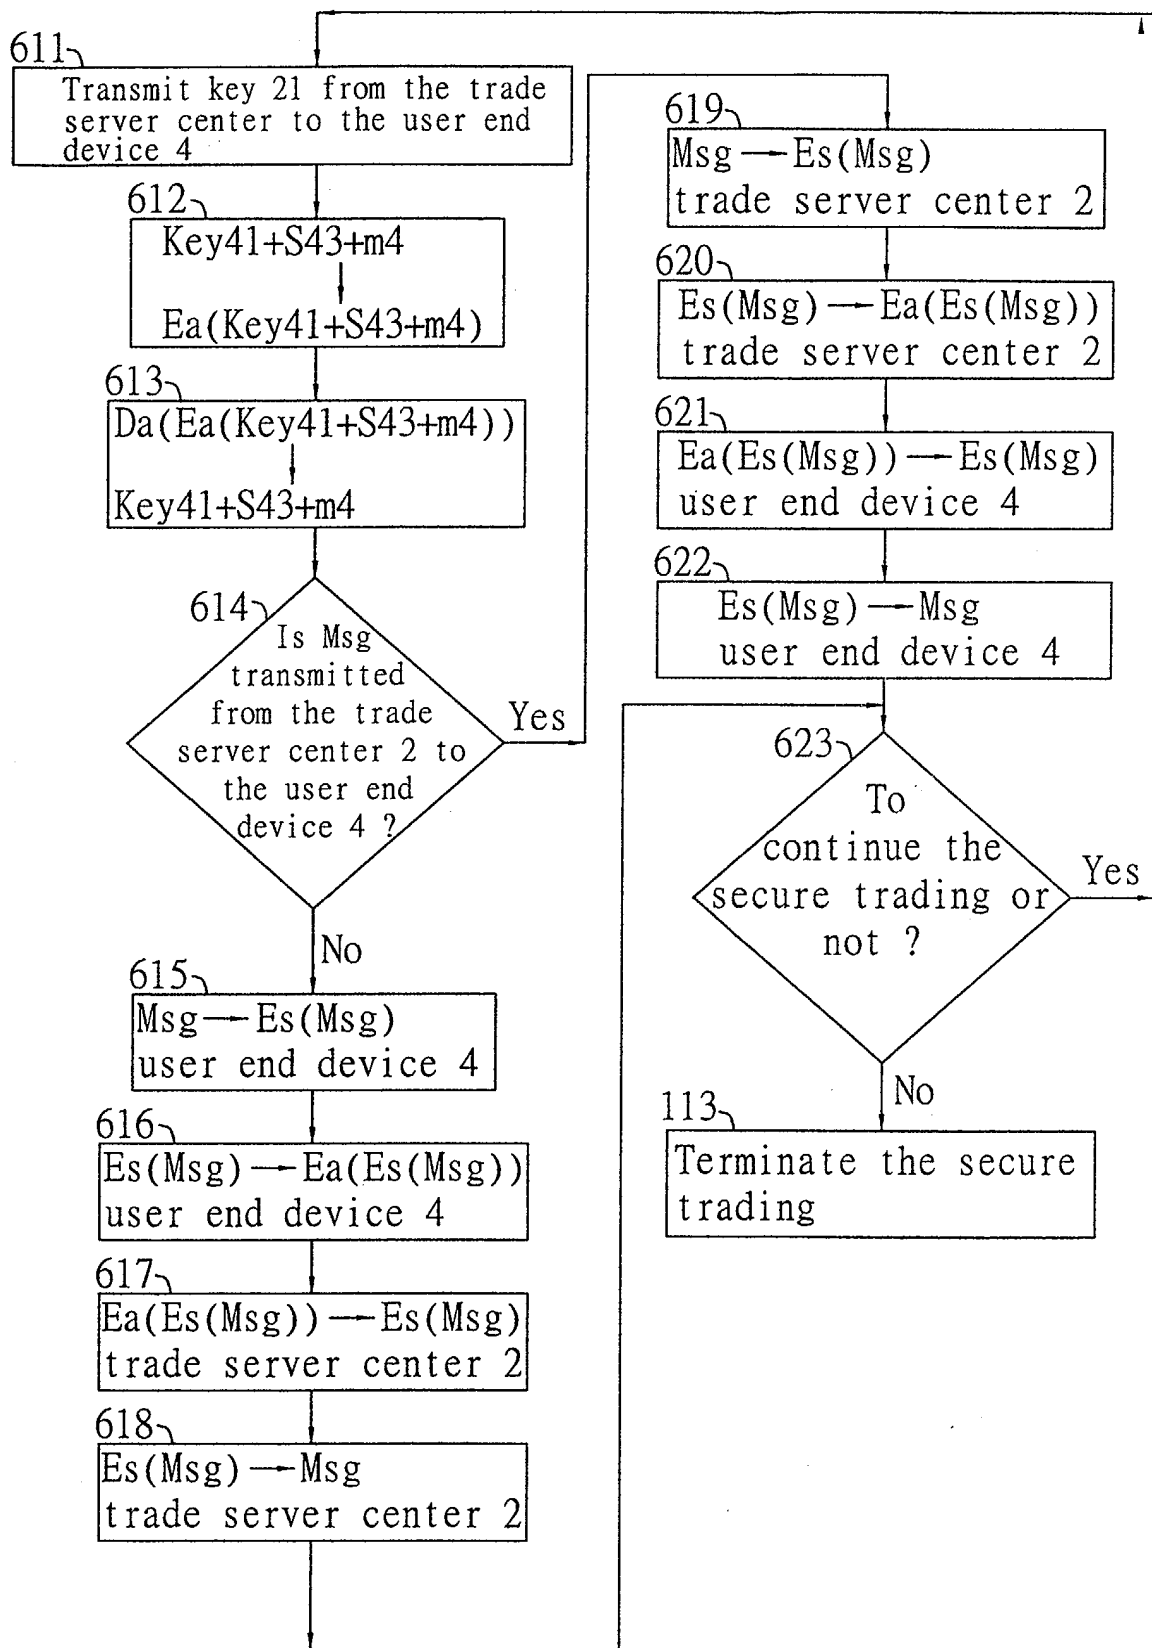 611
Transmit key 21 from the trade
server center to the user end
device 4
612
Key41+S43+m4
Ea(Key41+S43+m4)
613
Da(Ea(Key41+S43+m4))
Key41+S43+m4
614
Is Msg
transmitted
from the trade
server center 2 to
the user end
device 4 ?
Yes
No
615
Msg→Es(Msg)
user end device 4
616
Es(Msg)→Ea(Es(Msg))
user end device 4
617
Ea(Es(Msg))→Es(Msg)
trade server center 2
618
Es(Msg)→Msg
trade server center 2
619
Msg→Es(Msg)
trade server center 2
620
Es(Msg)→Ea(Es(Msg))
trade server center 2
621
Ea(Es(Msg))→Es(Msg)
user end device 4
622
Es(Msg)→Msg
user end device 4
623
To
continue the
secure trading or
not ?
Yes
No
113
Terminate the secure
trading